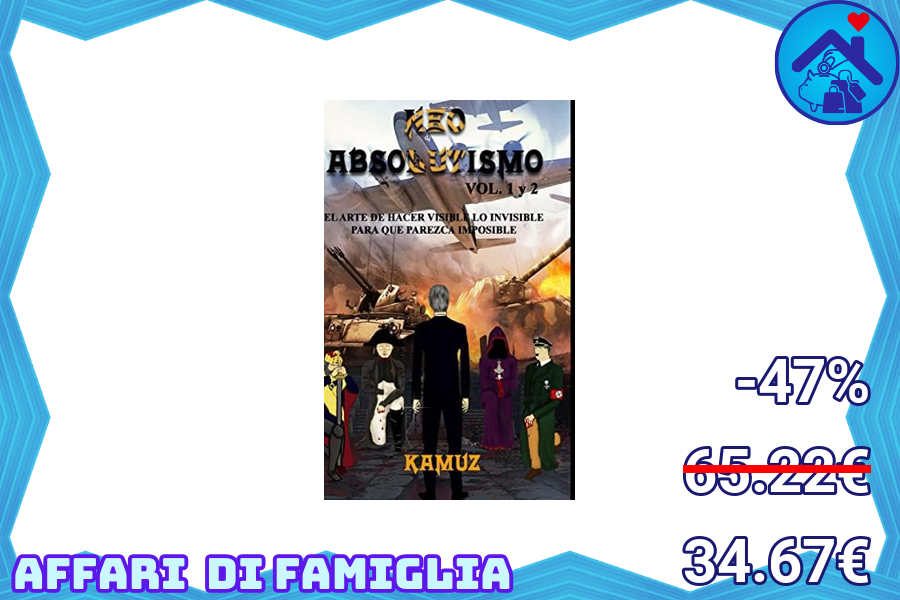 NEO
ABSOLUTISMO
VOL. 1 y 2
EL ARTE DE HACER VISIBLE LO INVISIBLE
PARA QUE PAREZCA IMPOSIBLE
KAMUZ
-47%
65.22€
34.67€
AFFARI DI FAMIGLIA